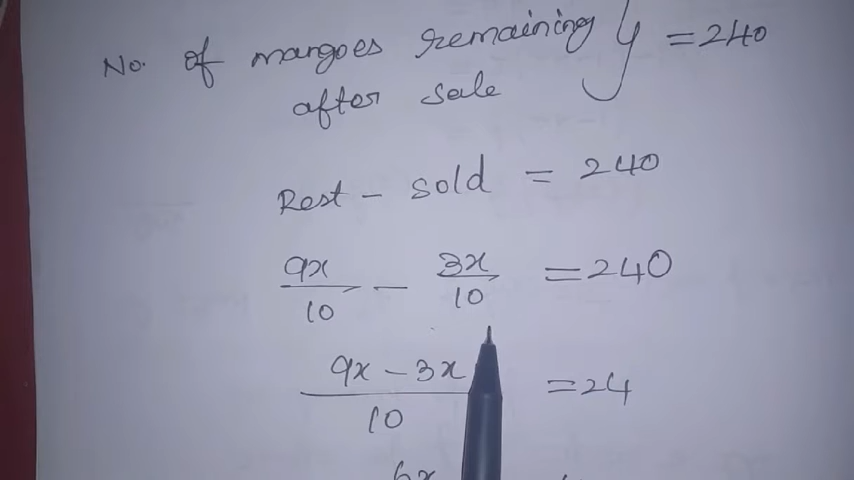 No. of mangoes remaining } = 240
after sale
Rest - sold = 240
9x/10 - 3x/10 = 240
9x - 3x/10 = 24
6x